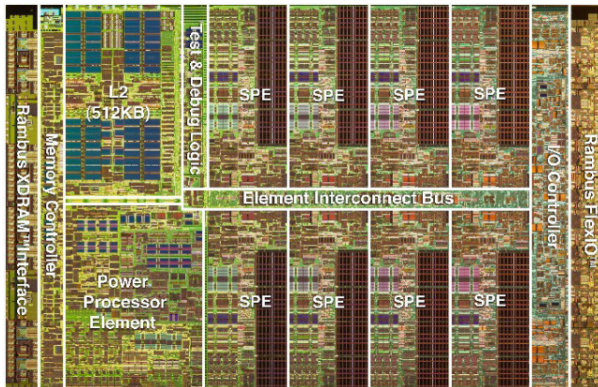 Rambus XDRAM™ Interface
Memory Controller
L2
(512KB)
Test & Debug Logic
SPE
SPE
SPE
SPE
I/O Controller
Rambus FlexIO™
Element Interconnect Bus
Power
Processor
Element
SPE
SPE
SPE
SPE